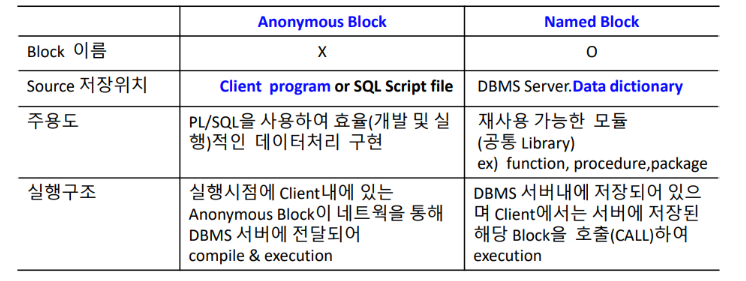 Anonymous Block Named Block
Block 이름 X O
Source 저장위치 Client program or SQL Script file DBMS Server.Data dictionary
주용도 PL/SQL을 사용하여 효율(개발 및 실
행)적인 데이터처리 구현
재사용 가능한 모듈
(공통 Library)
ex) function, procedure,package
실행구조 실행시점에 Client내에 있는
Anonymous Block이 네트웍을 통해
DBMS 서버에 전달되어
compile & execution
DBMS 서버내에 저장되어 있으
며 Client에서는 서버에 저장된
해당 Block을 호출(CALL)하여
execution